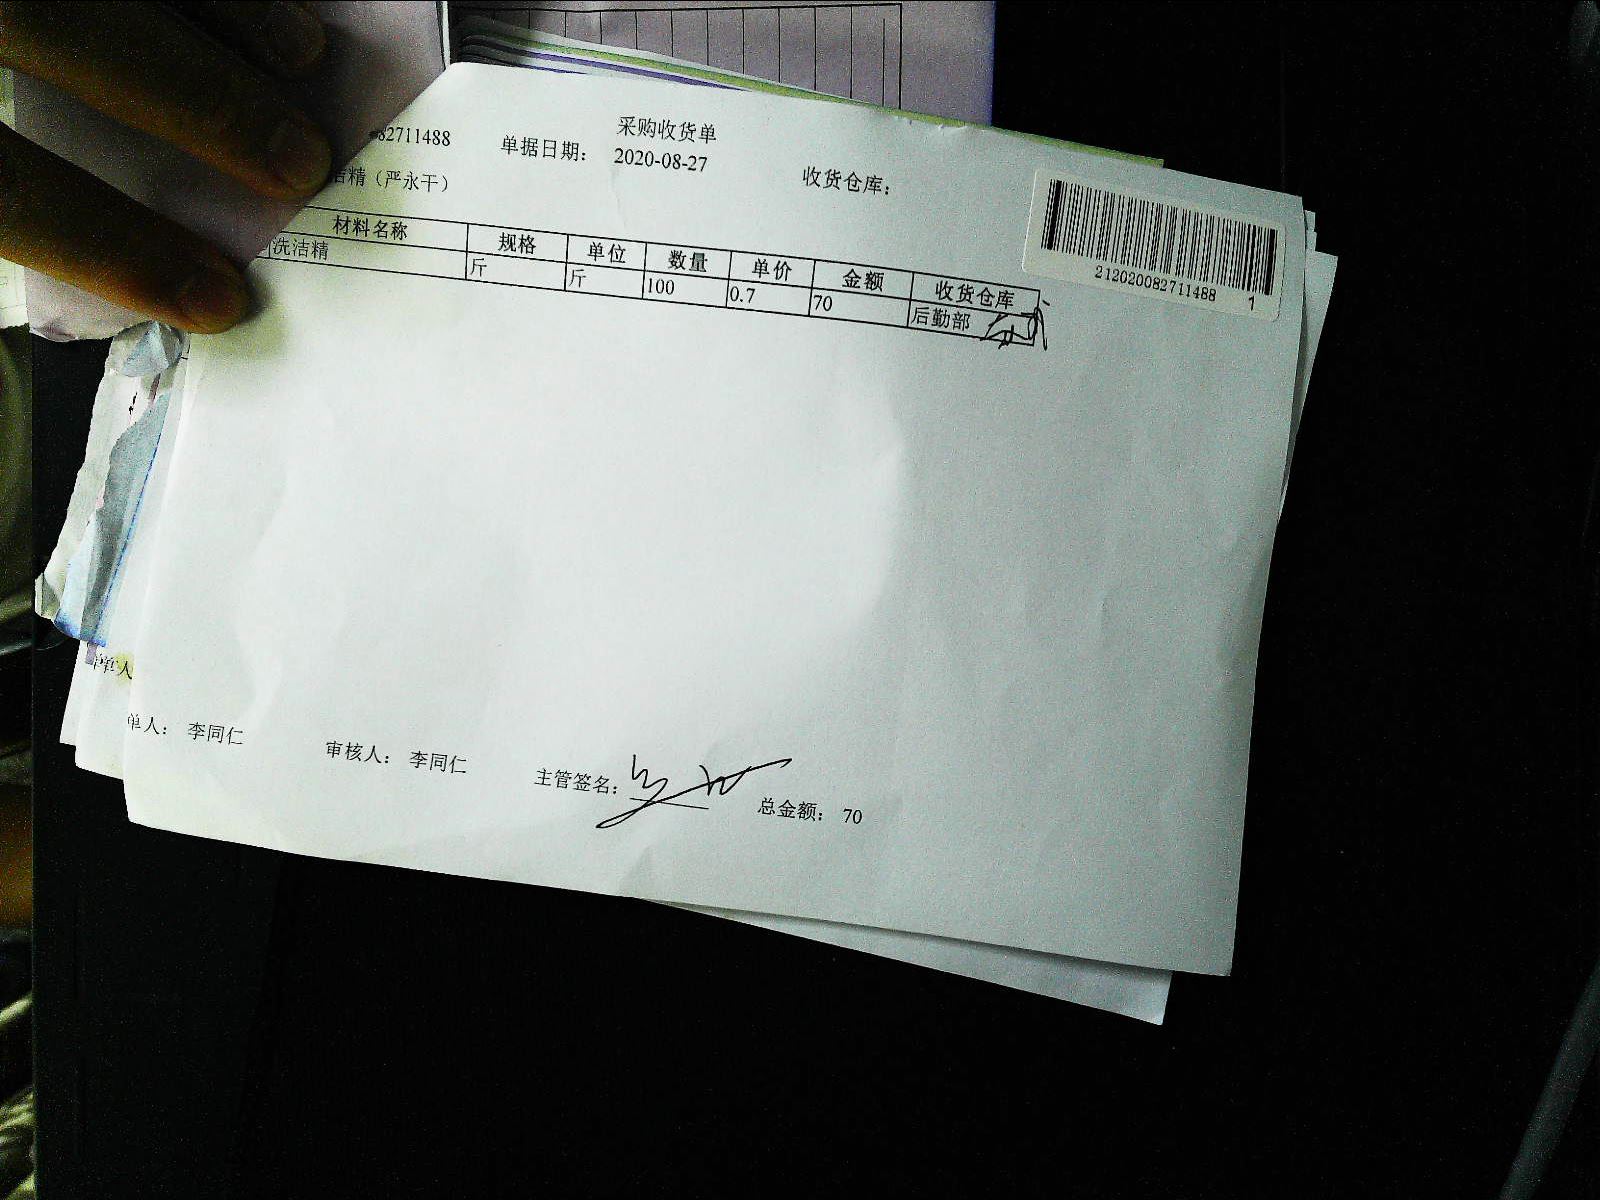 采购收货单
82711488 单据日期： 2020-08-27 收货仓库：
洁精（严永干）
212020082711488 1
材料名称 规格 单位 数量 单价 金额 收货仓库
洗洁精 斤 斤 100 0.7 70 后勤部
单人
单人： 李同仁 审核人： 李同仁 主管签名： 总金额： 70